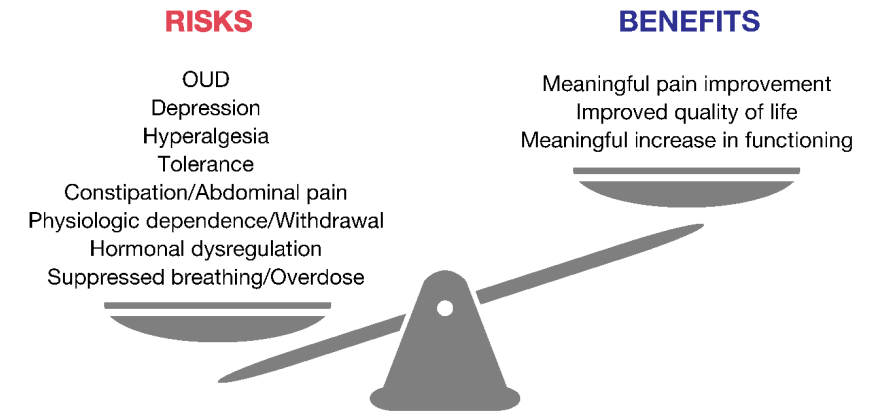 RISKS
OUD
Depression
Hyperalgesia
Tolerance
Constipation/Abdominal pain
Physiologic dependence/Withdrawal
Hormonal dysregulation
Suppressed breathing/Overdose
BENEFITS
Meaningful pain improvement
Improved quality of life
Meaningful increase in functioning